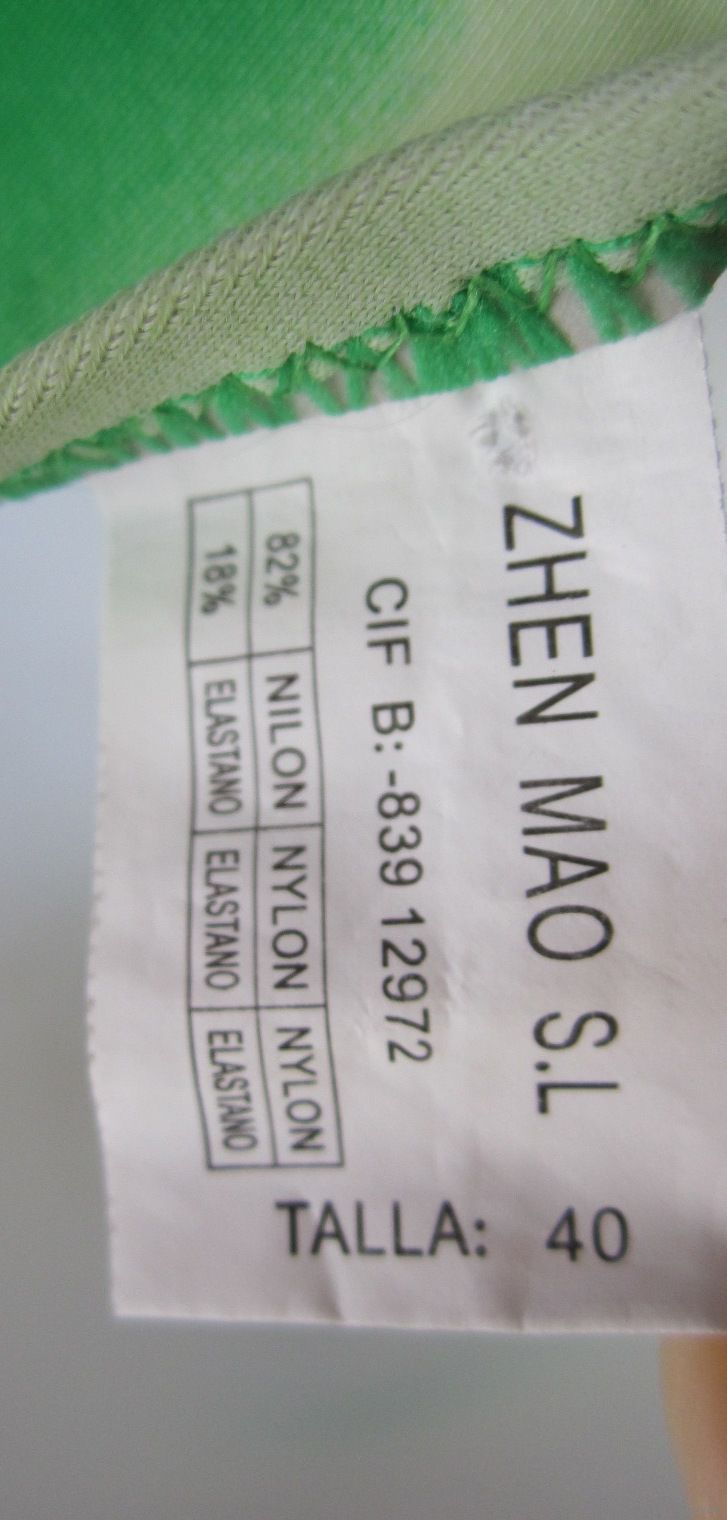 ZHEN MAO S.L
CIF B:-839 12972
82% NILON NYLON NYLON
18% ELASTANO ELASTANO ELASTANO
TALLA: 40